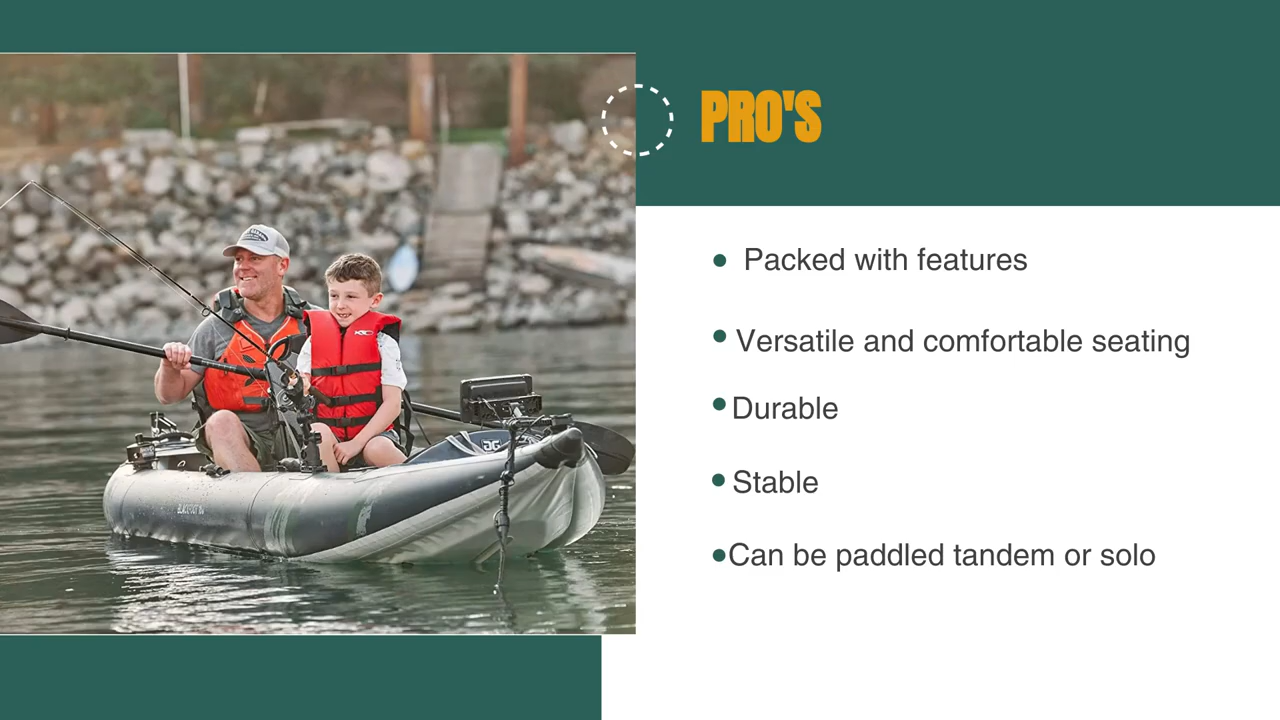 PRO'S
Packed with features
Versatile and comfortable seating
Durable
Stable
Can be paddled tandem or solo